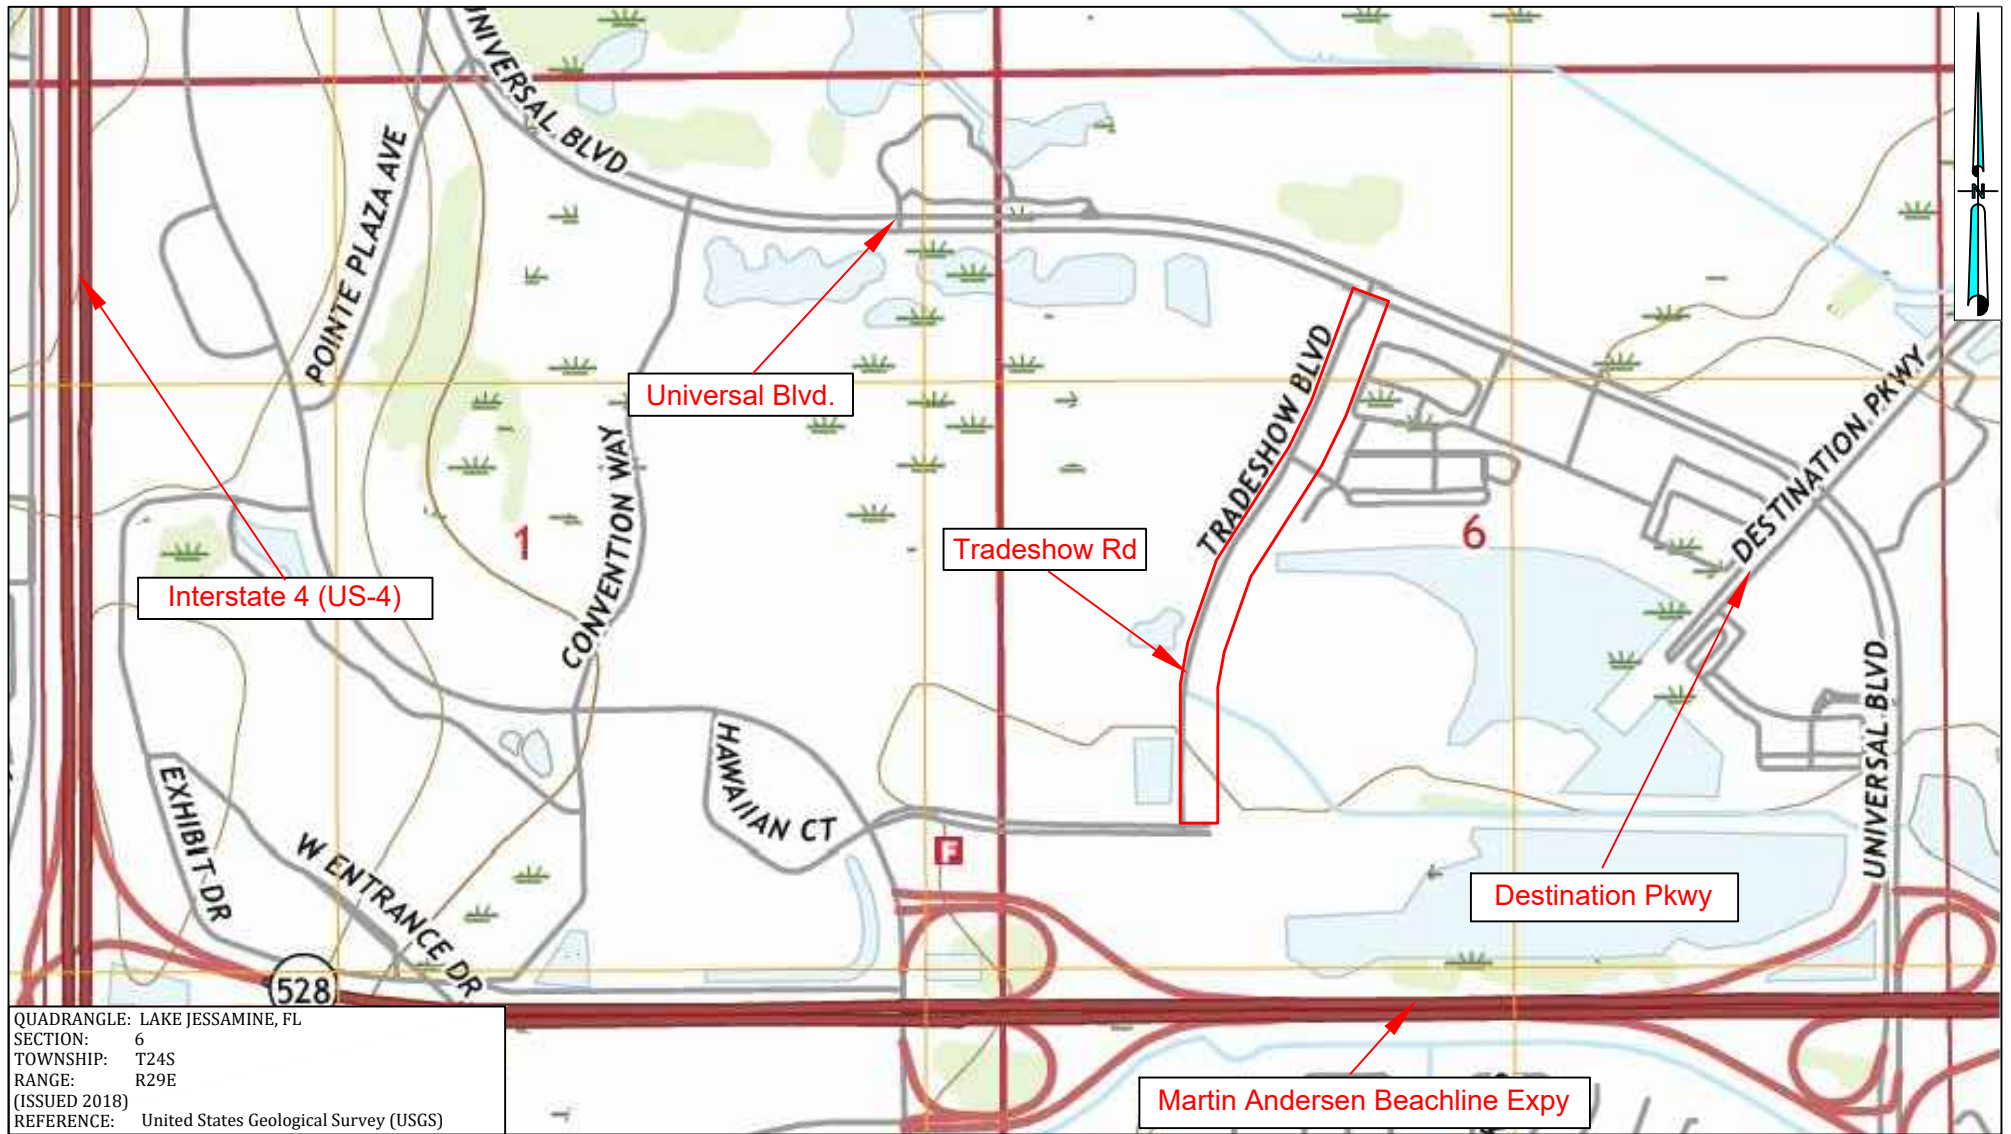 UNIVERSAL BLVD
POINTE PLAZA AVE
N
Universal Blvd.
TRADESHOW BLVD
DESTINATION PKWY
CONVENTION WAY
1
6
Tradeshow Rd
Interstate 4 (US-4)
HAWAIIAN CT
UNIVERSAL BLVD
EXHIBIT DR
W ENTRANCE DR
F
Destination Pkwy
528
Martin Andersen Beachline Expy
QUADRANGLE: LAKE JESSAMINE, FL
SECTION: 6
TOWNSHIP: T24S
RANGE: R29E
(ISSUED 2018)
REFERENCE: United States Geological Survey (USGS)